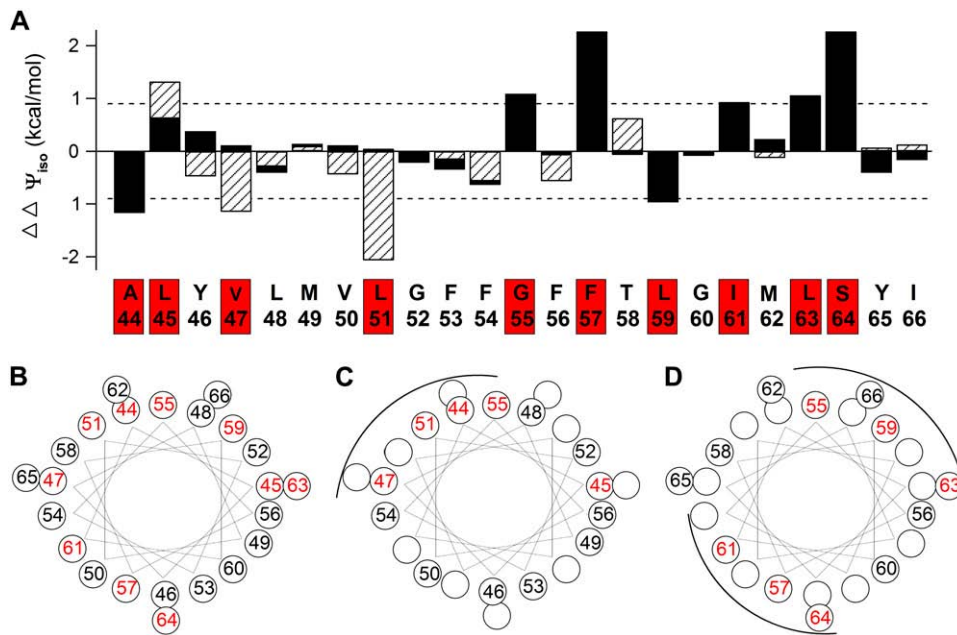 A
ΔΔ Ψiso (kcal/mol)
2
1
0
-1
-2
A L Y V L M V L G F F G F F T L G I M L S Y I
44 45 46 47 48 49 50 51 52 53 54 55 56 57 58 59 60 61 62 63 64 65 66
B C D
62 44 55 48 66
51 59
58 52
65 47 45 63
54 56
61 49
50 60
57 46 53
64
51 44 55 48
52
47 45
54 56
49
50 53
46
62 55 66
58 59
65 63
56
61 60
57
64